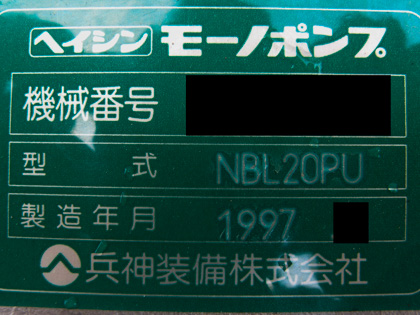 ヘイシン モーノポンプ
機械番号
型 式 NBL20PU
製造年月 1997
兵神装備株式会社